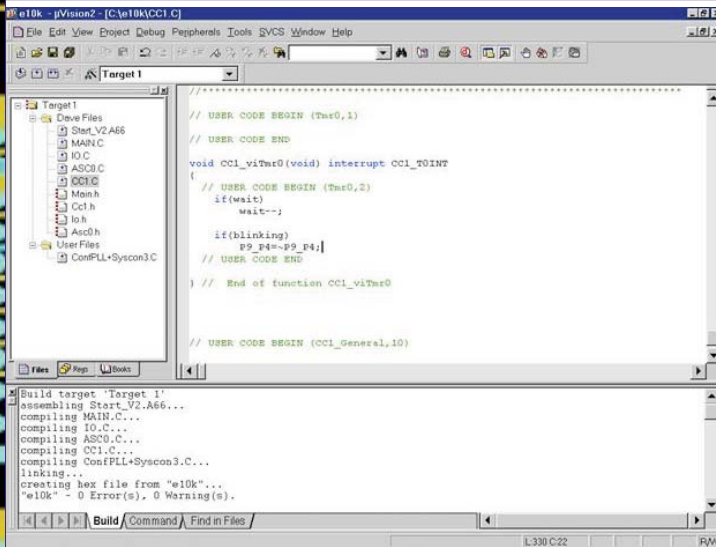 e10k - µVision2 - [C:\e10k\CC1.C]
File Edit View Project Debug Peripherals Tools SVCS Window Help
Target 1
Target 1
Dave Files
Start_V2.A66
MAIN.C
IO.C
ASC0.C
CC1.C
Main.h
Cc1.h
Io.h
Asc0.h
User Files
ConfPLL+Syscon3.C
Files Regs Books
// USER CODE BEGIN (Tmr0,1)
// USER CODE END
void CC1_viTmr0(void) interrupt CC1_T0INT
{
// USER CODE BEGIN (Tmr0,2)
if(wait)
wait--;
if(blinking)
P9_P4=~P9_P4;
// USER CODE END
} // End of function CC1_viTmr0
// USER CODE BEGIN (CC1_General,10)
Build target 'Target 1'
assembling Start_V2.A66...
compiling MAIN.C...
compiling IO.C...
compiling ASC0.C...
compiling CC1.C...
compiling ConfPLL+Syscon3.C...
linking...
creating hex file from "e10k"...
"e10k" - 0 Error(s), 0 Warning(s).
Build Command Find in Files
L:330 C:22